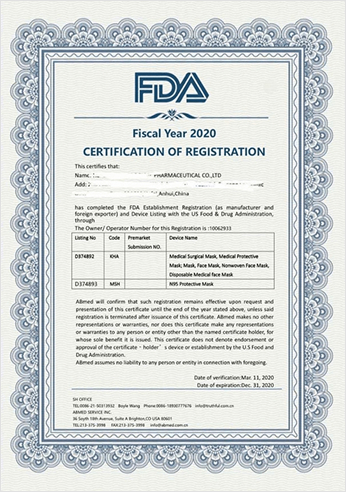 FDA
Fiscal Year 2020
CERTIFICATION OF REGISTRATION
This certifies that:
Name: PHARMACEUTICAL CO.,LTD
Add: 2
,Anhui,China
has completed the FDA Establishment Registration (as manufacturer and
foreign exporter) and Device Listing with the US Food & Drug Administration,
through
The Owner/ Operator Number for this Registration is :10062933
Listing No Code Premarket Submission NO. Device Name
D374892 KHA Medical Surgical Mask, Medical Protective
Mask; Mask, Face Mask, Nonwoven Face Mask,
Disposable Medical face Mask
D374893 MSH N95 Protective Mask
ABmed will confirm that such registration remains effective upon request and
presentation of this certificate until the end of the year stated above, unless said
registration is terminated after issuance of this certificate. ABmed makes no other
representations or warranties, nor does this certificate make any representations
or warranties to any person or entity other than the named certificate holder, for
whose sole benefit it is issued. This certificate does not denote endorsement or
approval of the certificate-holder's device or establishment by the U.S Food and
Drug Administration.
ABmed assumes no liability to any person or entity in connection with foregoing.
Date of verification:Mar. 13, 2020
Date of expiration:Dec. 31, 2020
SH OFFICE
TEL:0086-21-50313932 Boyle Wang Phone:0086-18930777676 info@truthful.com.cn
ABMED SERVICE INC.
36 South 18th Avenue, Suite A Brighton,CO USA 80601
TEL:213-375-3998 FAX:213-375-3998 info@abmed.com.cn